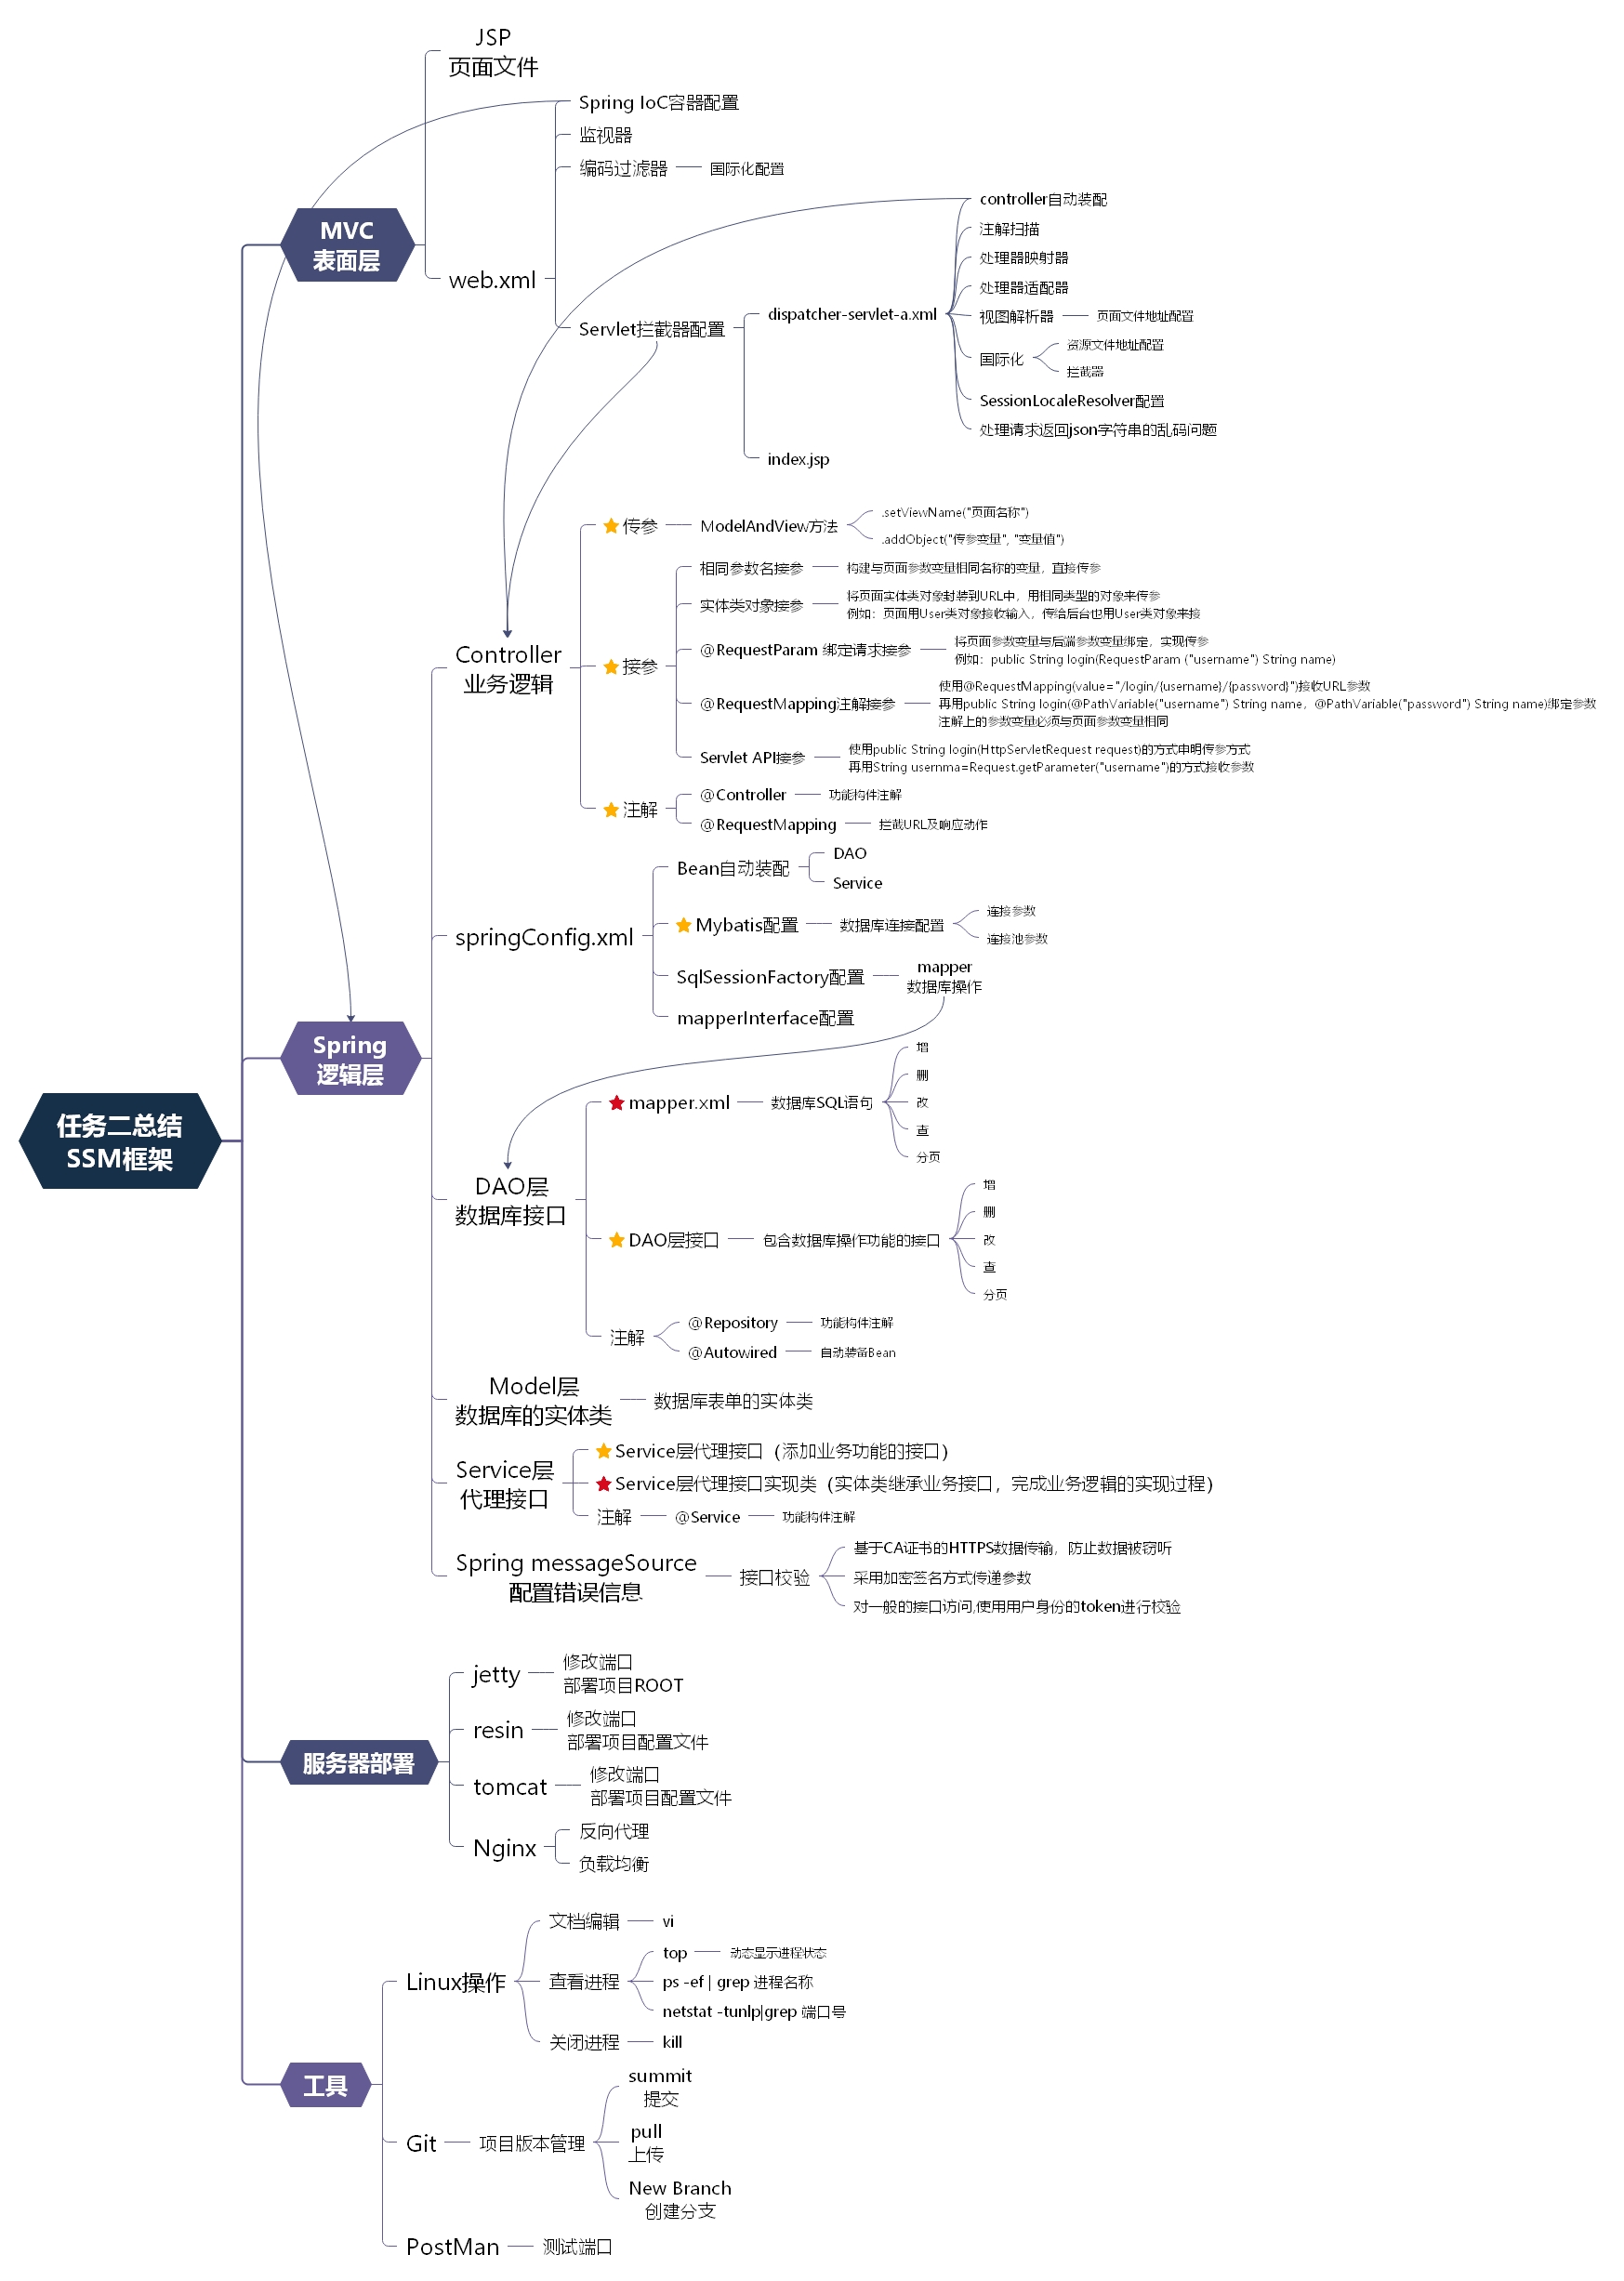 任务二总结
SSM框架
MVC
表面层
JSP
页面文件
web.xml
Spring IoC容器配置
监视器
编码过滤器
国际化配置
Servlet拦截器配置
dispatcher-servlet-a.xml
controller自动装配
注解扫描
处理器映射器
处理器适配器
视图解析器
页面文件地址配置
国际化
资源文件地址配置
拦截器
SessionLocaleResolver配置
处理请求返回json字符串的乱码问题
index.jsp
Spring
逻辑层
Controller
业务逻辑
传参
ModelAndView方法
.setViewName("页面名称")
.addObject("传参变量", "变量值")
接参
相同参数名接参
构建与页面参数变量相同名称的变量，直接传参
实体类对象接参
将页面实体类对象封装到URL中，用相同类型的对象来传参
例如：页面用User类对象接收输入，传给后台也用User类对象来接
@RequestParam 绑定请求接参
将页面参数变量与后端参数变量绑定，实现传参
例如：public String login(RequestParam ("username") String name)
@RequestMapping注解接参
使用@RequestMapping(value="/login/{username}/{password}")接收URL参数
再用public String login(@PathVariable("username") String name，@PathVariable("password") String name)绑定参数
注解上的参数变量必须与页面参数变量相同
Servlet API接参
使用public String login(HttpServletRequest request)的方式申明传参方式
再用String usernma=Request.getParameter("username")的方式接收参数
注解
@Controller
功能构件注解
@RequestMapping
拦截URL及响应动作
springConfig.xml
Bean自动装配
DAO
Service
Mybatis配置
数据库连接配置
连接参数
连接池参数
SqlSessionFactory配置
mapper
数据库操作
mapperInterface配置
DAO层
数据库接口
mapper.xml
数据库SQL语句
增
删
改
查
分页
DAO层接口
包含数据库操作功能的接口
增
删
改
查
分页
注解
@Repository
功能构件注解
@Autowired
自动装备Bean
Model层
数据库的实体类
数据库表单的实体类
Service层
代理接口
Service层代理接口（添加业务功能的接口）
Service层代理接口实现类（实体类继承业务接口，完成业务逻辑的实现过程）
注解
@Service
功能构件注解
Spring messageSource
配置错误信息
接口校验
基于CA证书的HTTPS数据传输，防止数据被窃听
采用加密签名方式传递参数
对一般的接口访问,使用用户身份的token进行校验
服务器部署
jetty
修改端口
部署项目ROOT
resin
修改端口
部署项目配置文件
tomcat
修改端口
部署项目配置文件
Nginx
反向代理
负载均衡
工具
Linux操作
文档编辑
vi
查看进程
top
动态显示进程状态
ps -ef | grep 进程名称
netstat -tunlp|grep 端口号
关闭进程
kill
Git
项目版本管理
summit
提交
pull
上传
New Branch
创建分支
PostMan
测试端口